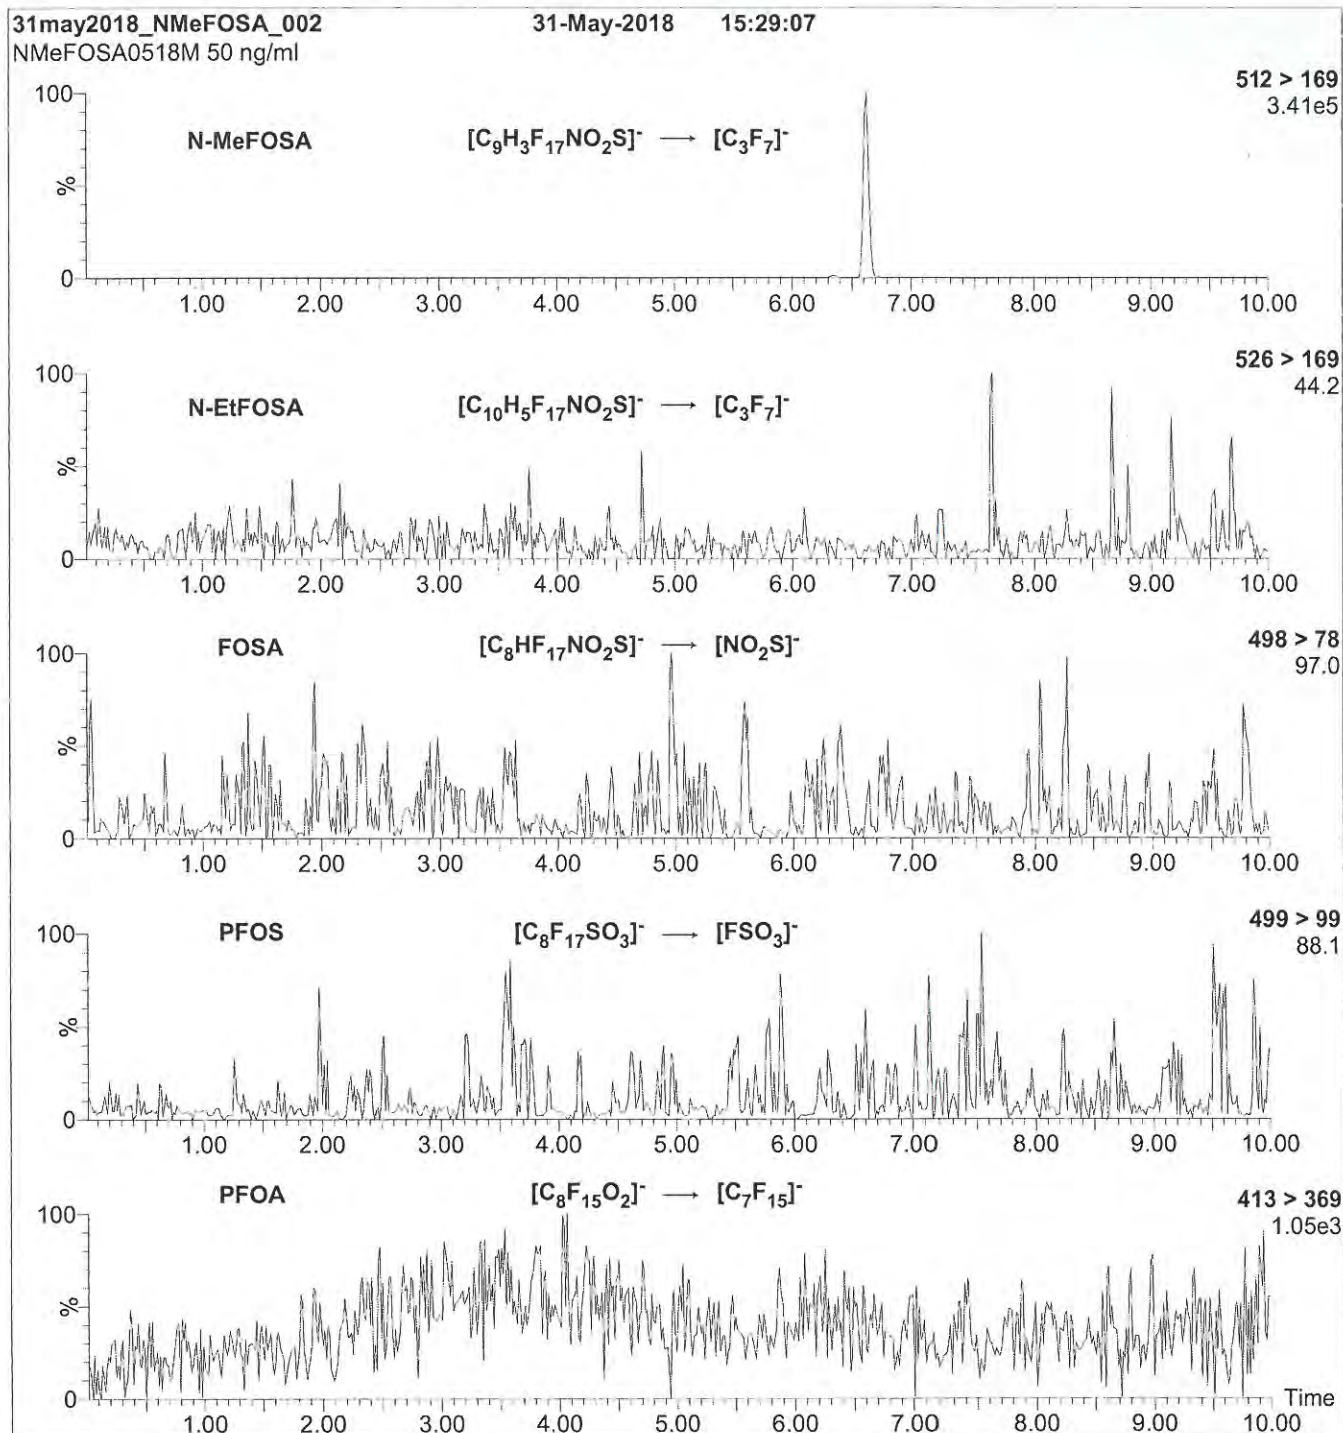 31may2018_NMeFOSA_002 31-May-2018 15:29:07
NMeFOSA0518M 50 ng/ml
512 > 169
3.41e5
N-MeFOSA [C₉H₃F₁₇NO₂S]⁻ → [C₃F₇]⁻
100
%
0
1.00 2.00 3.00 4.00 5.00 6.00 7.00 8.00 9.00 10.00
526 > 169
44.2
N-EtFOSA [C₁₀H₅F₁₇NO₂S]⁻ → [C₃F₇]⁻
100
%
0
1.00 2.00 3.00 4.00 5.00 6.00 7.00 8.00 9.00 10.00
498 > 78
97.0
FOSA [C₈HF₁₇NO₂S]⁻ → [NO₂S]⁻
100
%
0
1.00 2.00 3.00 4.00 5.00 6.00 7.00 8.00 9.00 10.00
499 > 99
88.1
PFOS [C₈F₁₇SO₃]⁻ → [FSO₃]⁻
100
%
0
1.00 2.00 3.00 4.00 5.00 6.00 7.00 8.00 9.00 10.00
413 > 369
1.05e3
PFOA [C₈F₁₅O₂]⁻ → [C₇F₁₅]⁻
100
%
0
Time
1.00 2.00 3.00 4.00 5.00 6.00 7.00 8.00 9.00 10.00